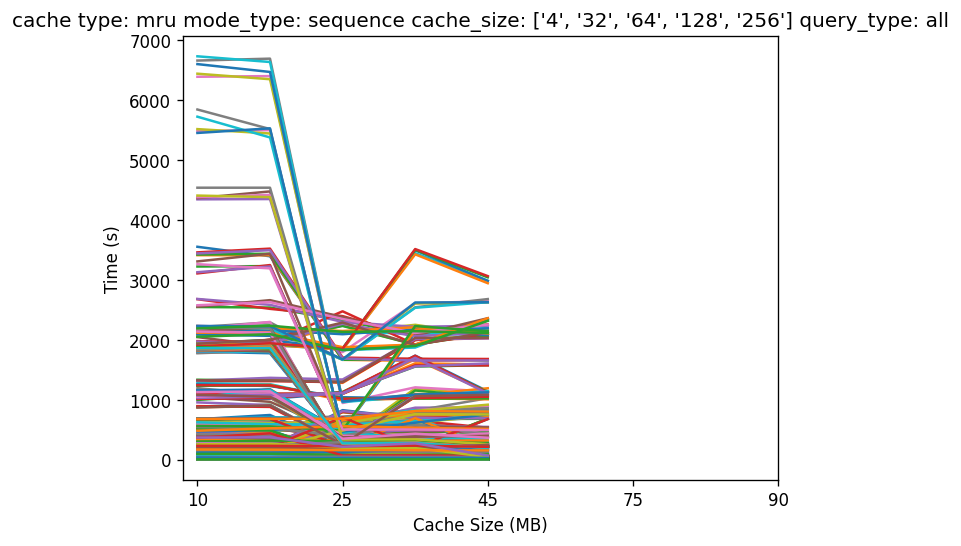 cache type: mru mode_type: sequence cache_size: ['4', '32', '64', '128', '256'] query_type: all
7000
6000
5000
4000
3000
2000
1000
0
Time (s)
10 25 45 75 90
Cache Size (MB)